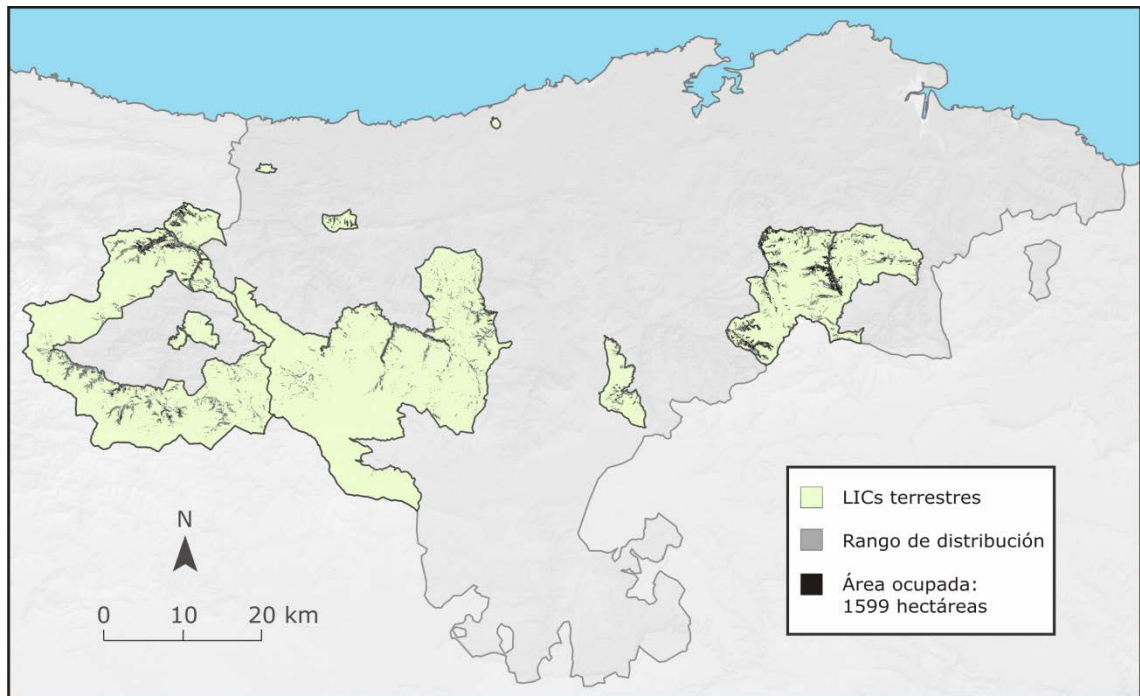 LICs terrestres
Rango de distribución
Área ocupada:
1599 hectáreas
N
0 10 20 km